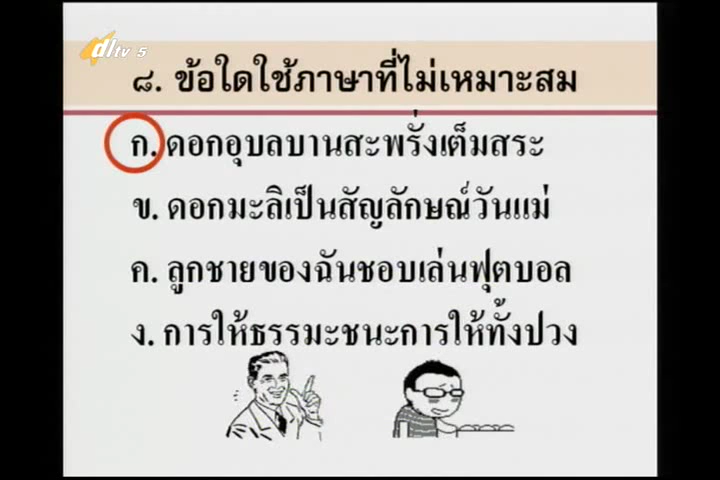 dltv 5
๘. ข้อใดใช้ภาษาที่ไม่เหมาะสม
ก. ดอกอุบลบานสะพรั่งเต็มสระ
ข. ดอกมะลิเป็นสัญลักษณ์วันแม่
ค. ลูกชายของฉันชอบเล่นฟุตบอล
ง. การให้ธรรมะชนะการให้ทั้งปวง